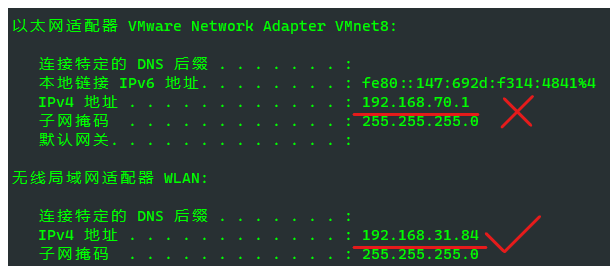 以太网适配器 VMware Network Adapter VMnet8:
连接特定的 DNS 后缀 . . . . . . . :
本地链接 IPv6 地址. . . . . . . . : fe80::147:692d:f314:4841%4
IPv4 地址 . . . . . . . . . . . . : 192.168.70.1
子网掩码 . . . . . . . . . . . . : 255.255.255.0
默认网关. . . . . . . . . . . . . :
无线局域网适配器 WLAN:
连接特定的 DNS 后缀 . . . . . . . :
IPv4 地址 . . . . . . . . . . . . : 192.168.31.84
子网掩码 . . . . . . . . . . . . : 255.255.255.0